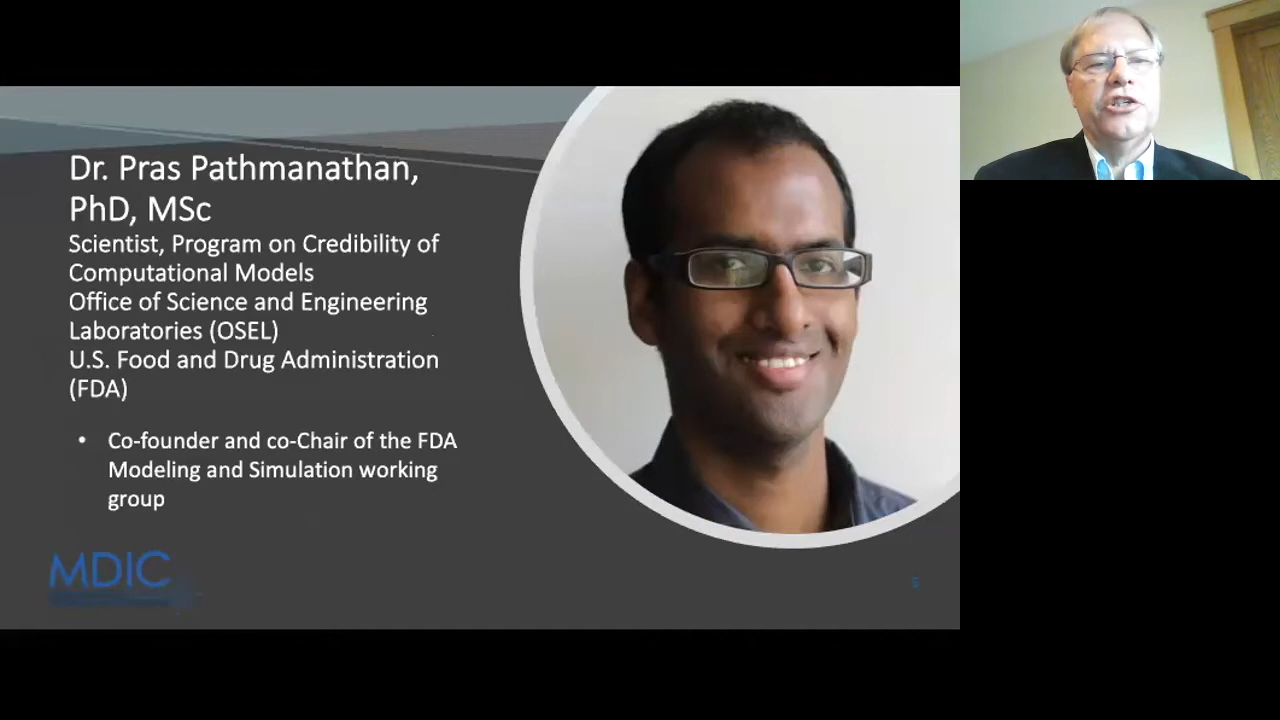 Dr. Pras Pathmanathan,
PhD, MSc
Scientist, Program on Credibility of
Computational Models
Office of Science and Engineering
Laboratories (OSEL)
U.S. Food and Drug Administration
(FDA)
• Co-founder and co-Chair of the FDA
Modeling and Simulation working
group
MDIC
5